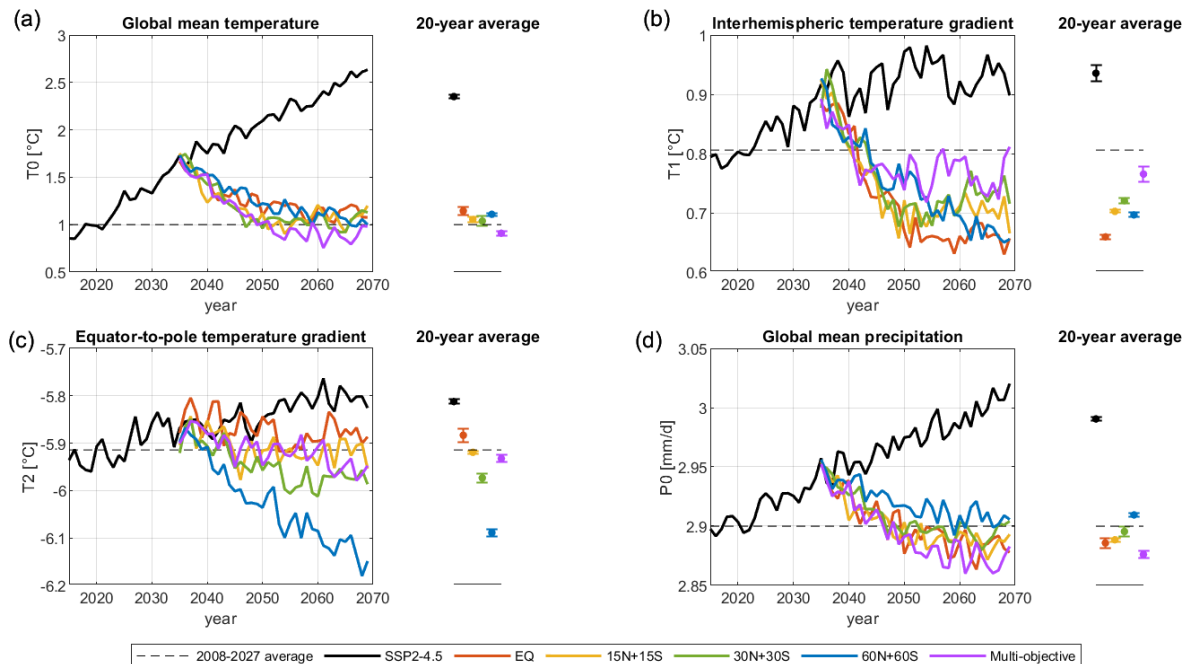 (a) Global mean temperature 20-year average
3
2.5
2
1.5
1
0.5
T0 [°C]
2020 2030 2040 2050 2060 2070
year
(b) Interhemispheric temperature gradient 20-year average
1
0.9
0.8
0.7
0.6
T1 [°C]
2020 2030 2040 2050 2060 2070
year
(c) Equator-to-pole temperature gradient 20-year average
-5.7
-5.8
-5.9
-6
-6.1
-6.2
T2 [°C]
2020 2030 2040 2050 2060 2070
year
(d) Global mean precipitation 20-year average
3.05
3
2.95
2.9
2.85
P0 [mm/d]
2020 2030 2040 2050 2060 2070
year
2008-2027 average SSP2-4.5 EQ 15N+15S 30N+30S 60N+60S Multi-objective